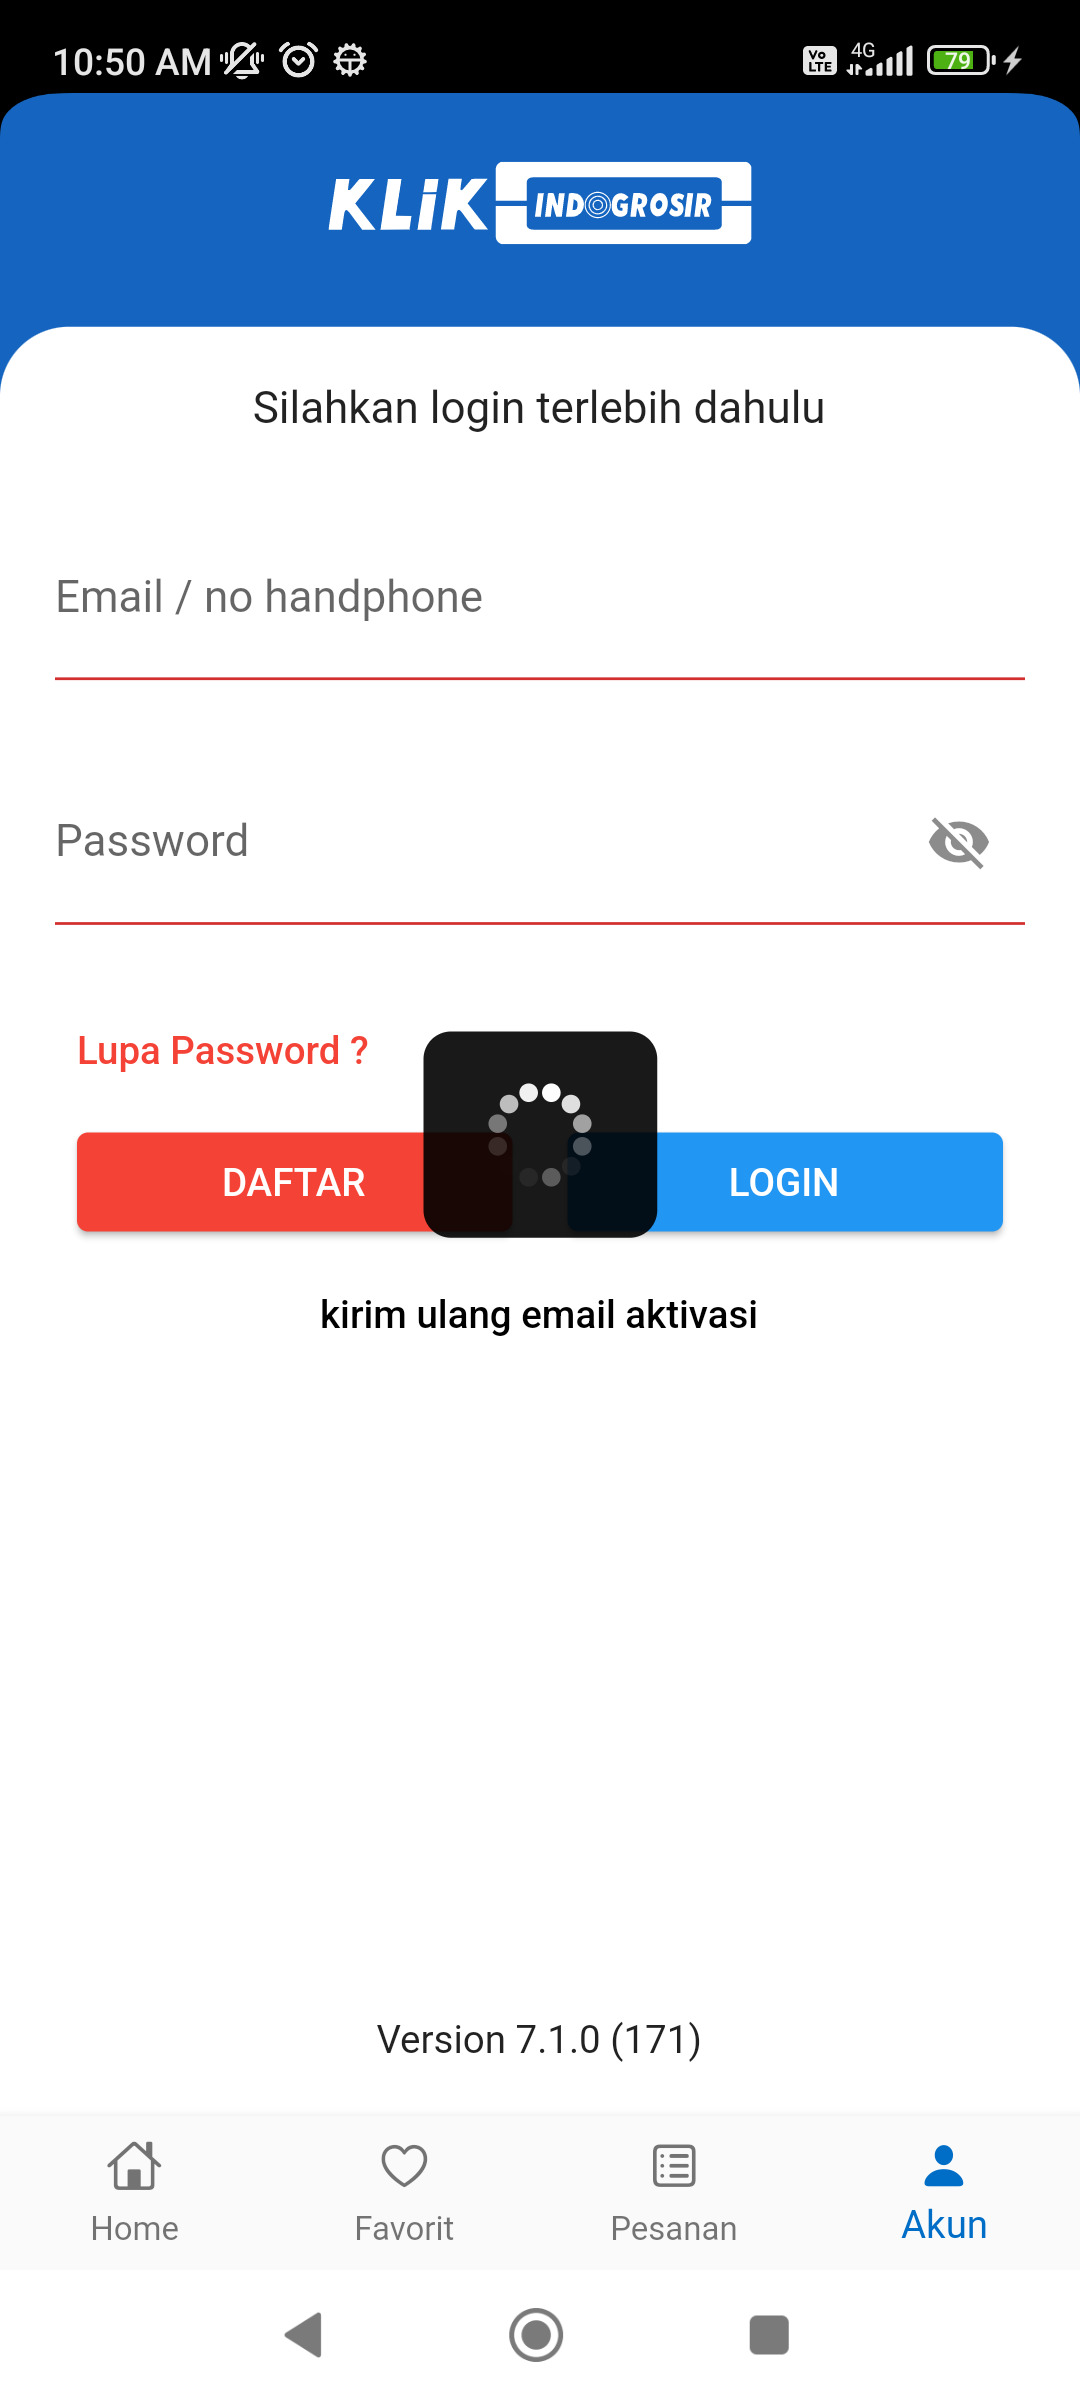 10:50 AM
Vo LTE 4G 79
KLiK INDOGROSIR
Silahkan login terlebih dahulu
Email / no handphone
Password
Lupa Password ?
DAFTAR
LOGIN
kirim ulang email aktivasi
Version 7.1.0 (171)
Home
Favorit
Pesanan
Akun